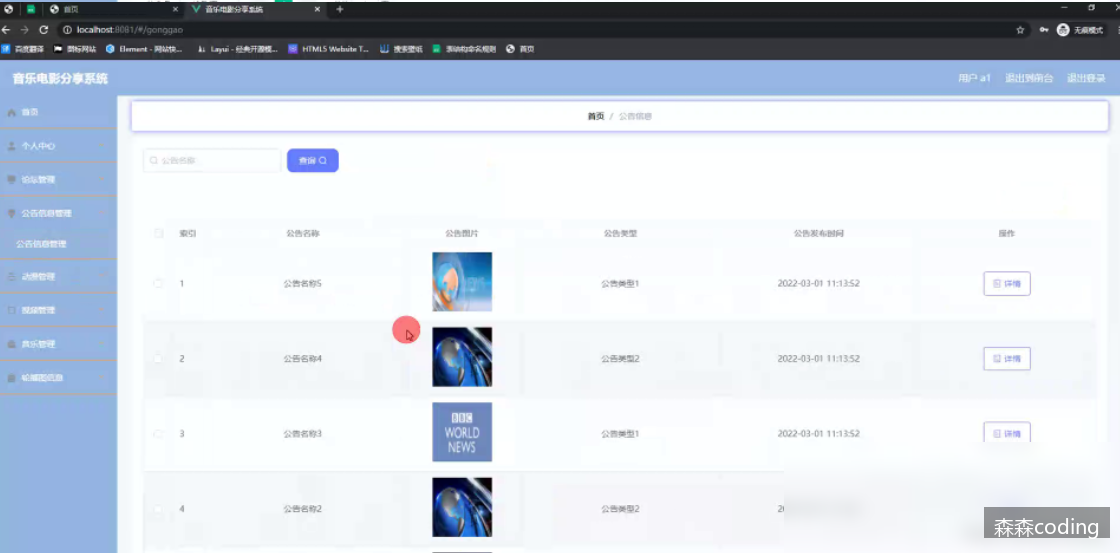 首页
音乐电影分享系统
localhost:8081/#/gonggao
无痕模式
百度翻译
图标网站
Element - 网站快...
Layui - 经典开源模...
HTML5 Website T...
搜索壁纸
表结构命名规则
首页
音乐电影分享系统
用户 a1
退出到前台
退出登录
首页
个人中心
论坛管理
公告信息管理
公告信息管理
动漫管理
视频管理
音乐管理
轮播图信息
首页 / 公告信息
公告名称
查询
索引 公告名称 公告图片 公告类型 公告发布时间 操作
1 公告名称5 公告类型1 2022-03-01 11:13:52 详情
2 公告名称4 公告类型2 2022-03-01 11:13:52 详情
3 公告名称3 BBC WORLD NEWS 公告类型1 2022-03-01 11:13:52 详情
4 公告名称2 公告类型2
森森coding